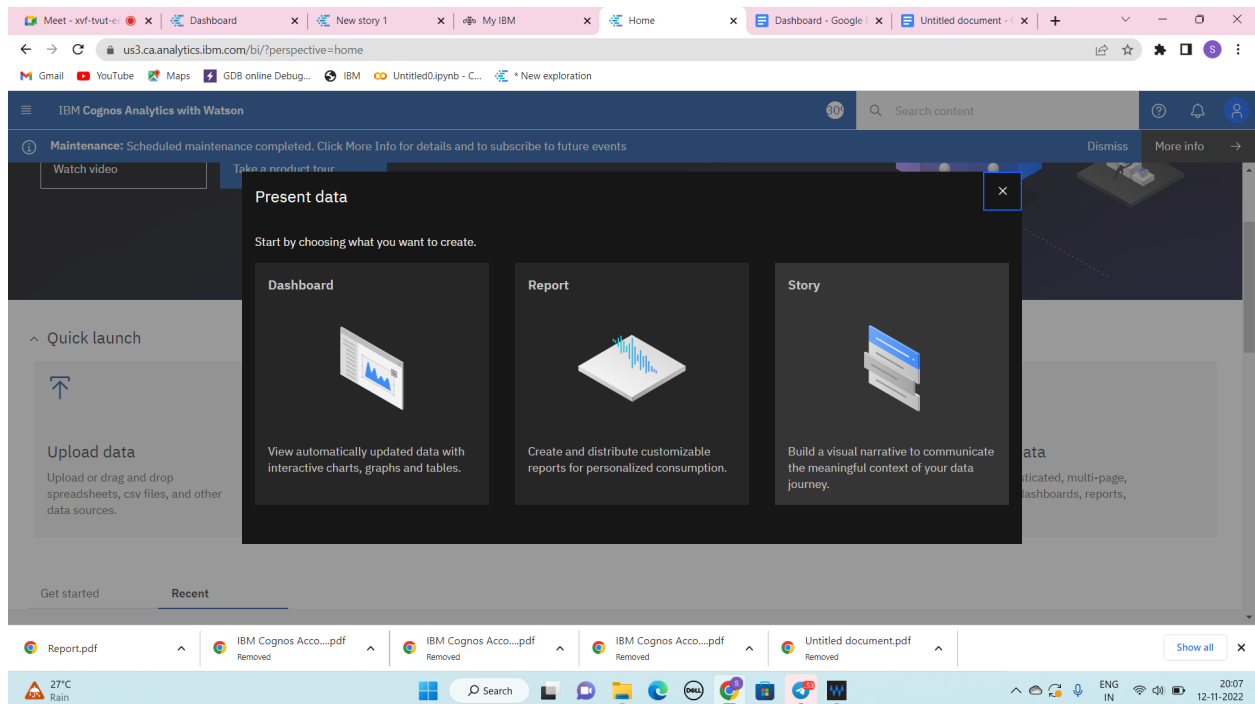 Meet - xvf-tvut-e
Dashboard
New story 1
My IBM
Home
Dashboard - Google
Untitled document -
us3.ca.analytics.ibm.com/bi/?perspective=home
S
Gmail
YouTube
Maps
GDB online Debug...
IBM
Untitled0.ipynb - C...
* New exploration
IBM Cognos Analytics with Watson
Search content
Maintenance: Scheduled maintenance completed. Click More Info for details and to subscribe to future events
Dismiss
More info
Watch video
Take a product tour
Present data
Start by choosing what you want to create.
Dashboard
View automatically updated data with
interactive charts, graphs and tables.
Report
Create and distribute customizable
reports for personalized consumption.
Story
Build a visual narrative to communicate
the meaningful context of your data
journey.
Quick launch
Upload data
Upload or drag and drop
spreadsheets, csv files, and other
data sources.
ata
sticated, multi-page,
lashboards, reports,
Get started
Recent
Report.pdf
IBM Cognos Acco....pdf
Removed
IBM Cognos Acco....pdf
Removed
IBM Cognos Acco....pdf
Removed
Untitled document.pdf
Removed
Show all
27°C
Rain
Search
DELL
ENG
IN
20:07
12-11-2022